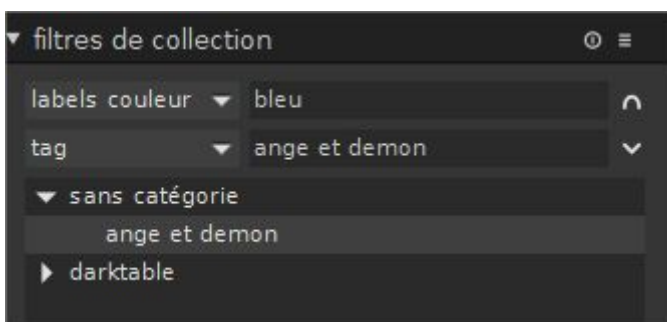 filtres de collection
labels couleur bleu
tag ange et demon
sans catégorie
ange et demon
darktable